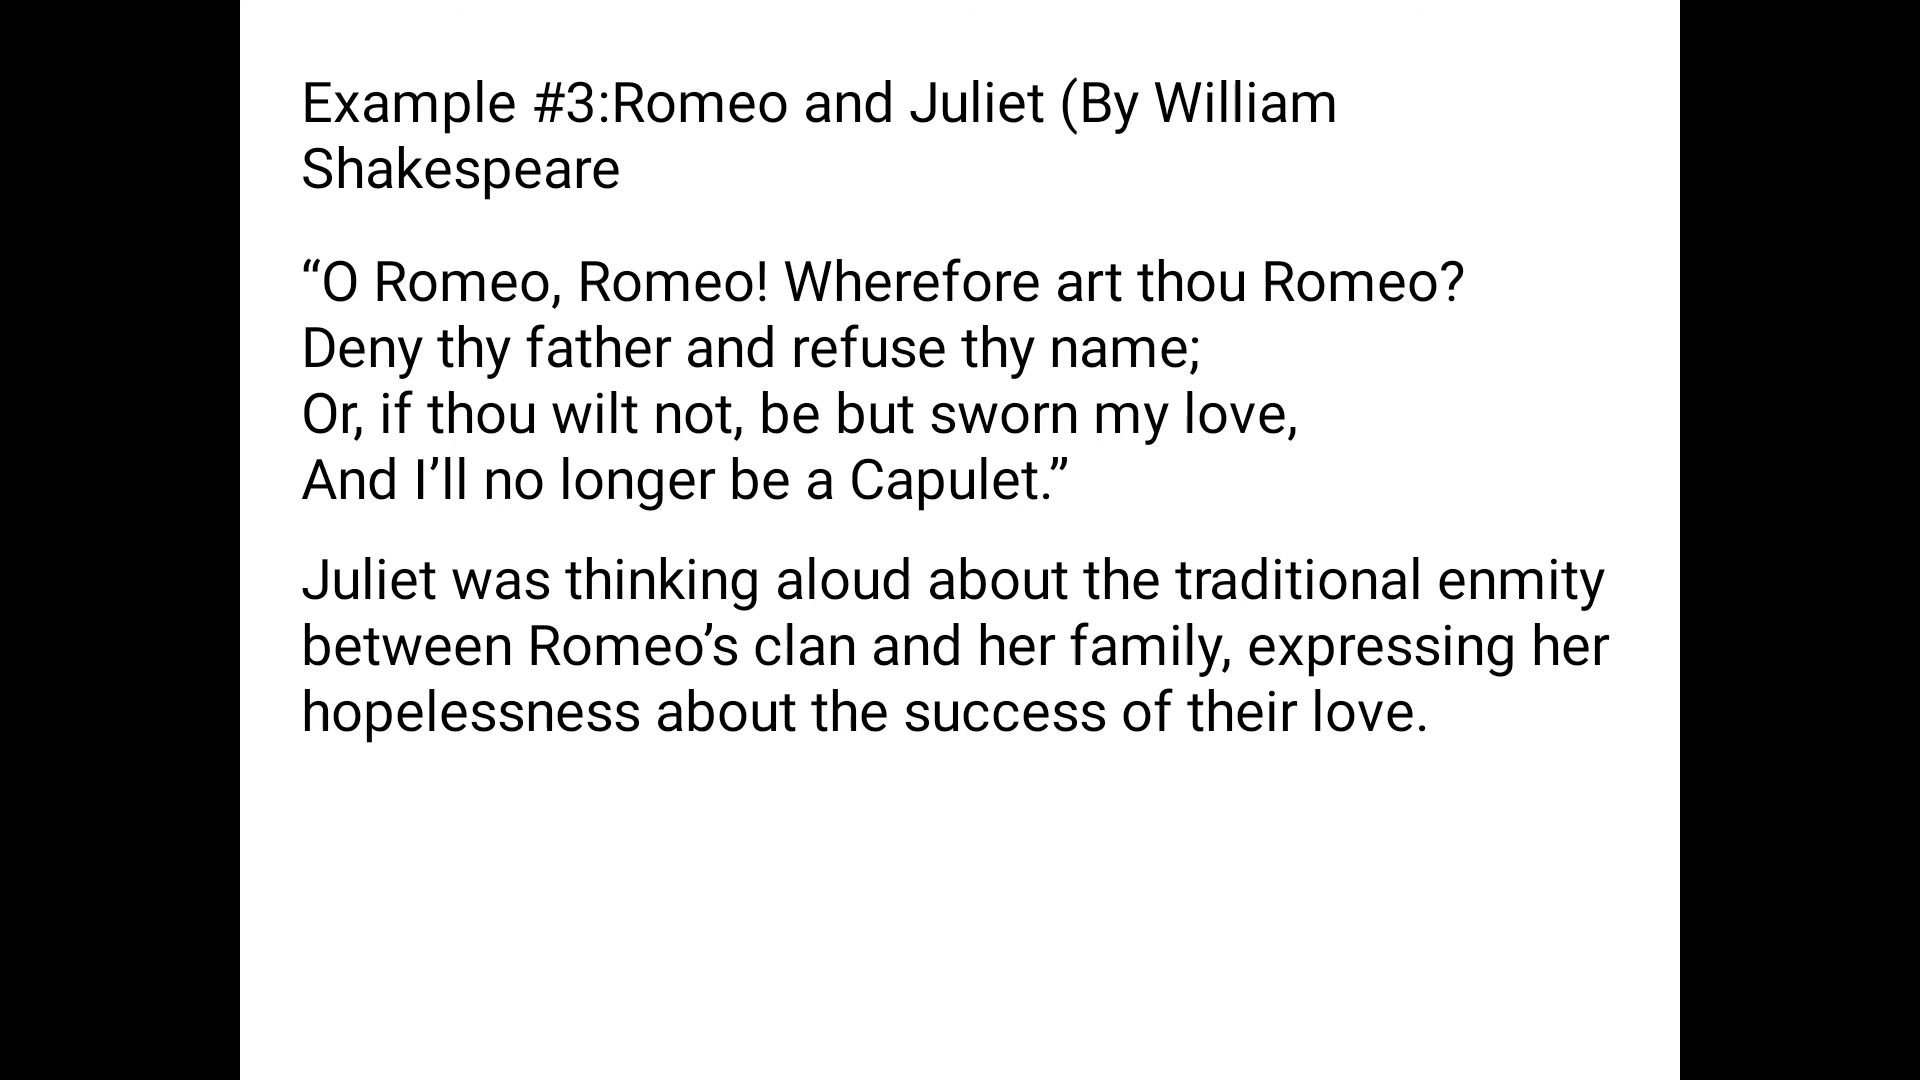 Example #3:Romeo and Juliet (By William
Shakespeare
“O Romeo, Romeo! Wherefore art thou Romeo?
Deny thy father and refuse thy name;
Or, if thou wilt not, be but sworn my love,
And I’ll no longer be a Capulet.”
Juliet was thinking aloud about the traditional enmity
between Romeo’s clan and her family, expressing her
hopelessness about the success of their love.